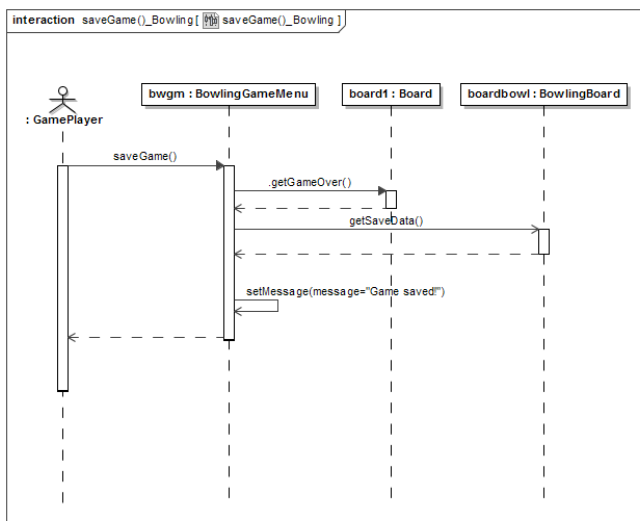 interaction saveGame()_Bowling [ saveGame()_Bowling ]
bwgm : BowlingGameMenu
board1 : Board
boardbowl : BowlingBoard
: GamePlayer
saveGame()
.getGameOver()
getSaveData()
setMessage(message="Game saved!")